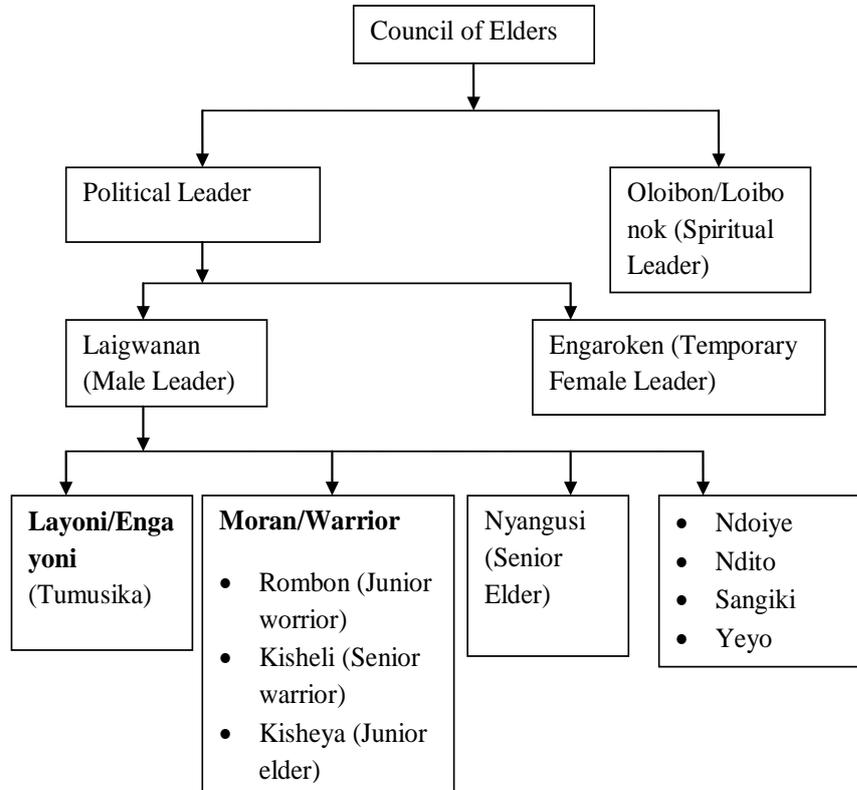 Council of Elders
Political Leader
Oloibon/Loibo
nok (Spiritual
Leader)
Laigwanan
(Male Leader)
Engaroken (Temporary
Female Leader)
Layoni/Enga
yoni
(Tumusika)
Moran/Warrior
• Rombon (Junior
worrior)
• Kisheli (Senior
warrior)
• Kisheya (Junior
elder)
Nyangusi
(Senior
Elder)
• Ndoiye
• Ndito
• Sangiki
• Yeyo